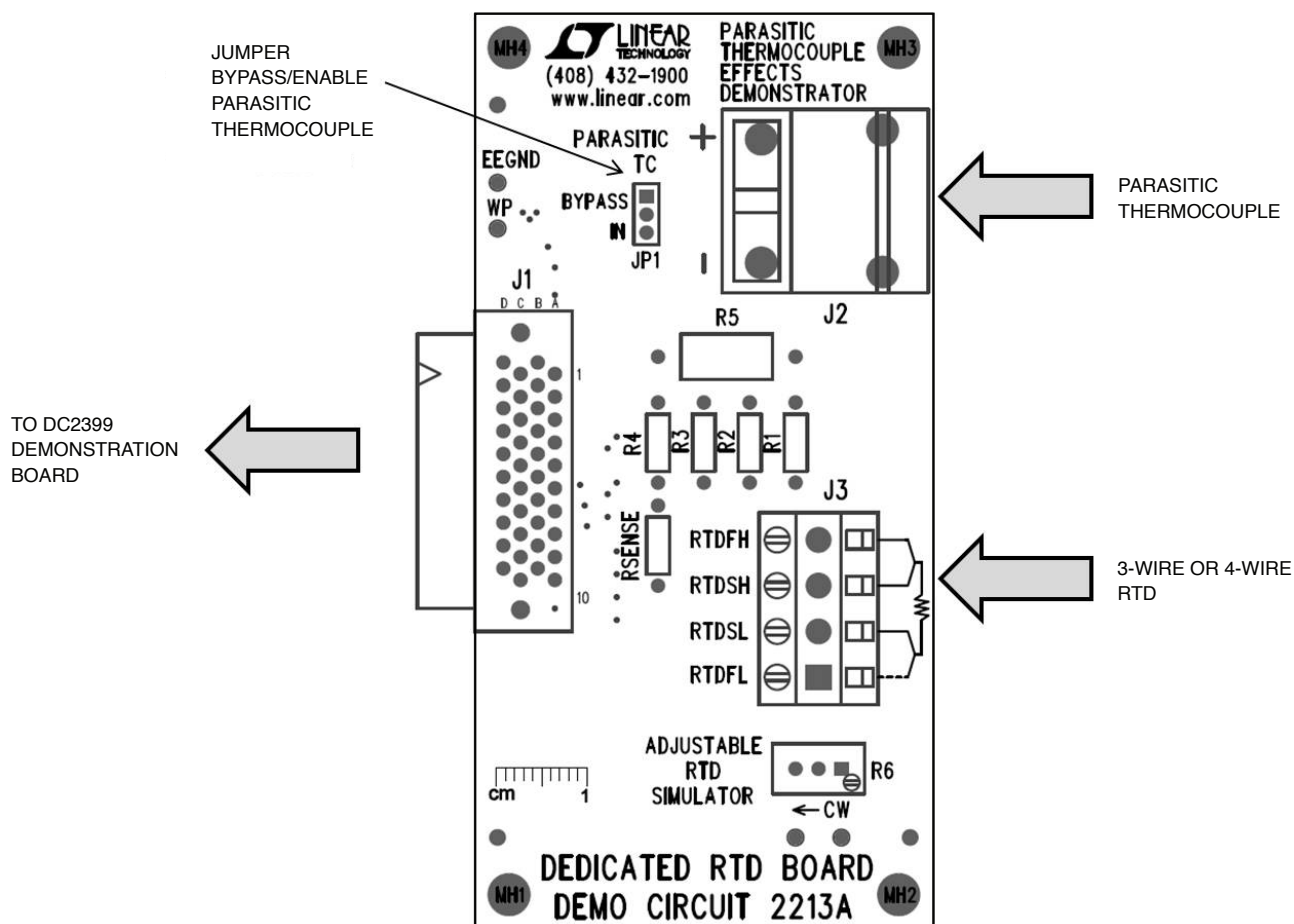 JUMPER
BYPASS/ENABLE
PARASITIC
THERMOCOUPLE
MH4
LINEAR
TECHNOLOGY
(408) 432-1900
www.linear.com
PARASITIC
THERMOCOUPLE
EFFECTS
DEMONSTRATOR
MH3
PARASITIC
TC
+
EEGND
BYPASS
WP
IN
JP1
-
PARASITIC
THERMOCOUPLE
J1
D C B A
J2
R5
1
TO DC2399
DEMONSTRATION
BOARD
R4
R3
R2
R1
J3
RSENSE
RTDFH
RTDSH
RTDSL
RTDFL
10
3-WIRE OR 4-WIRE
RTD
ADJUSTABLE
RTD
SIMULATOR
R6
← CW
cm 1
DEDICATED RTD BOARD
DEMO CIRCUIT 2213A
MH1
MH2